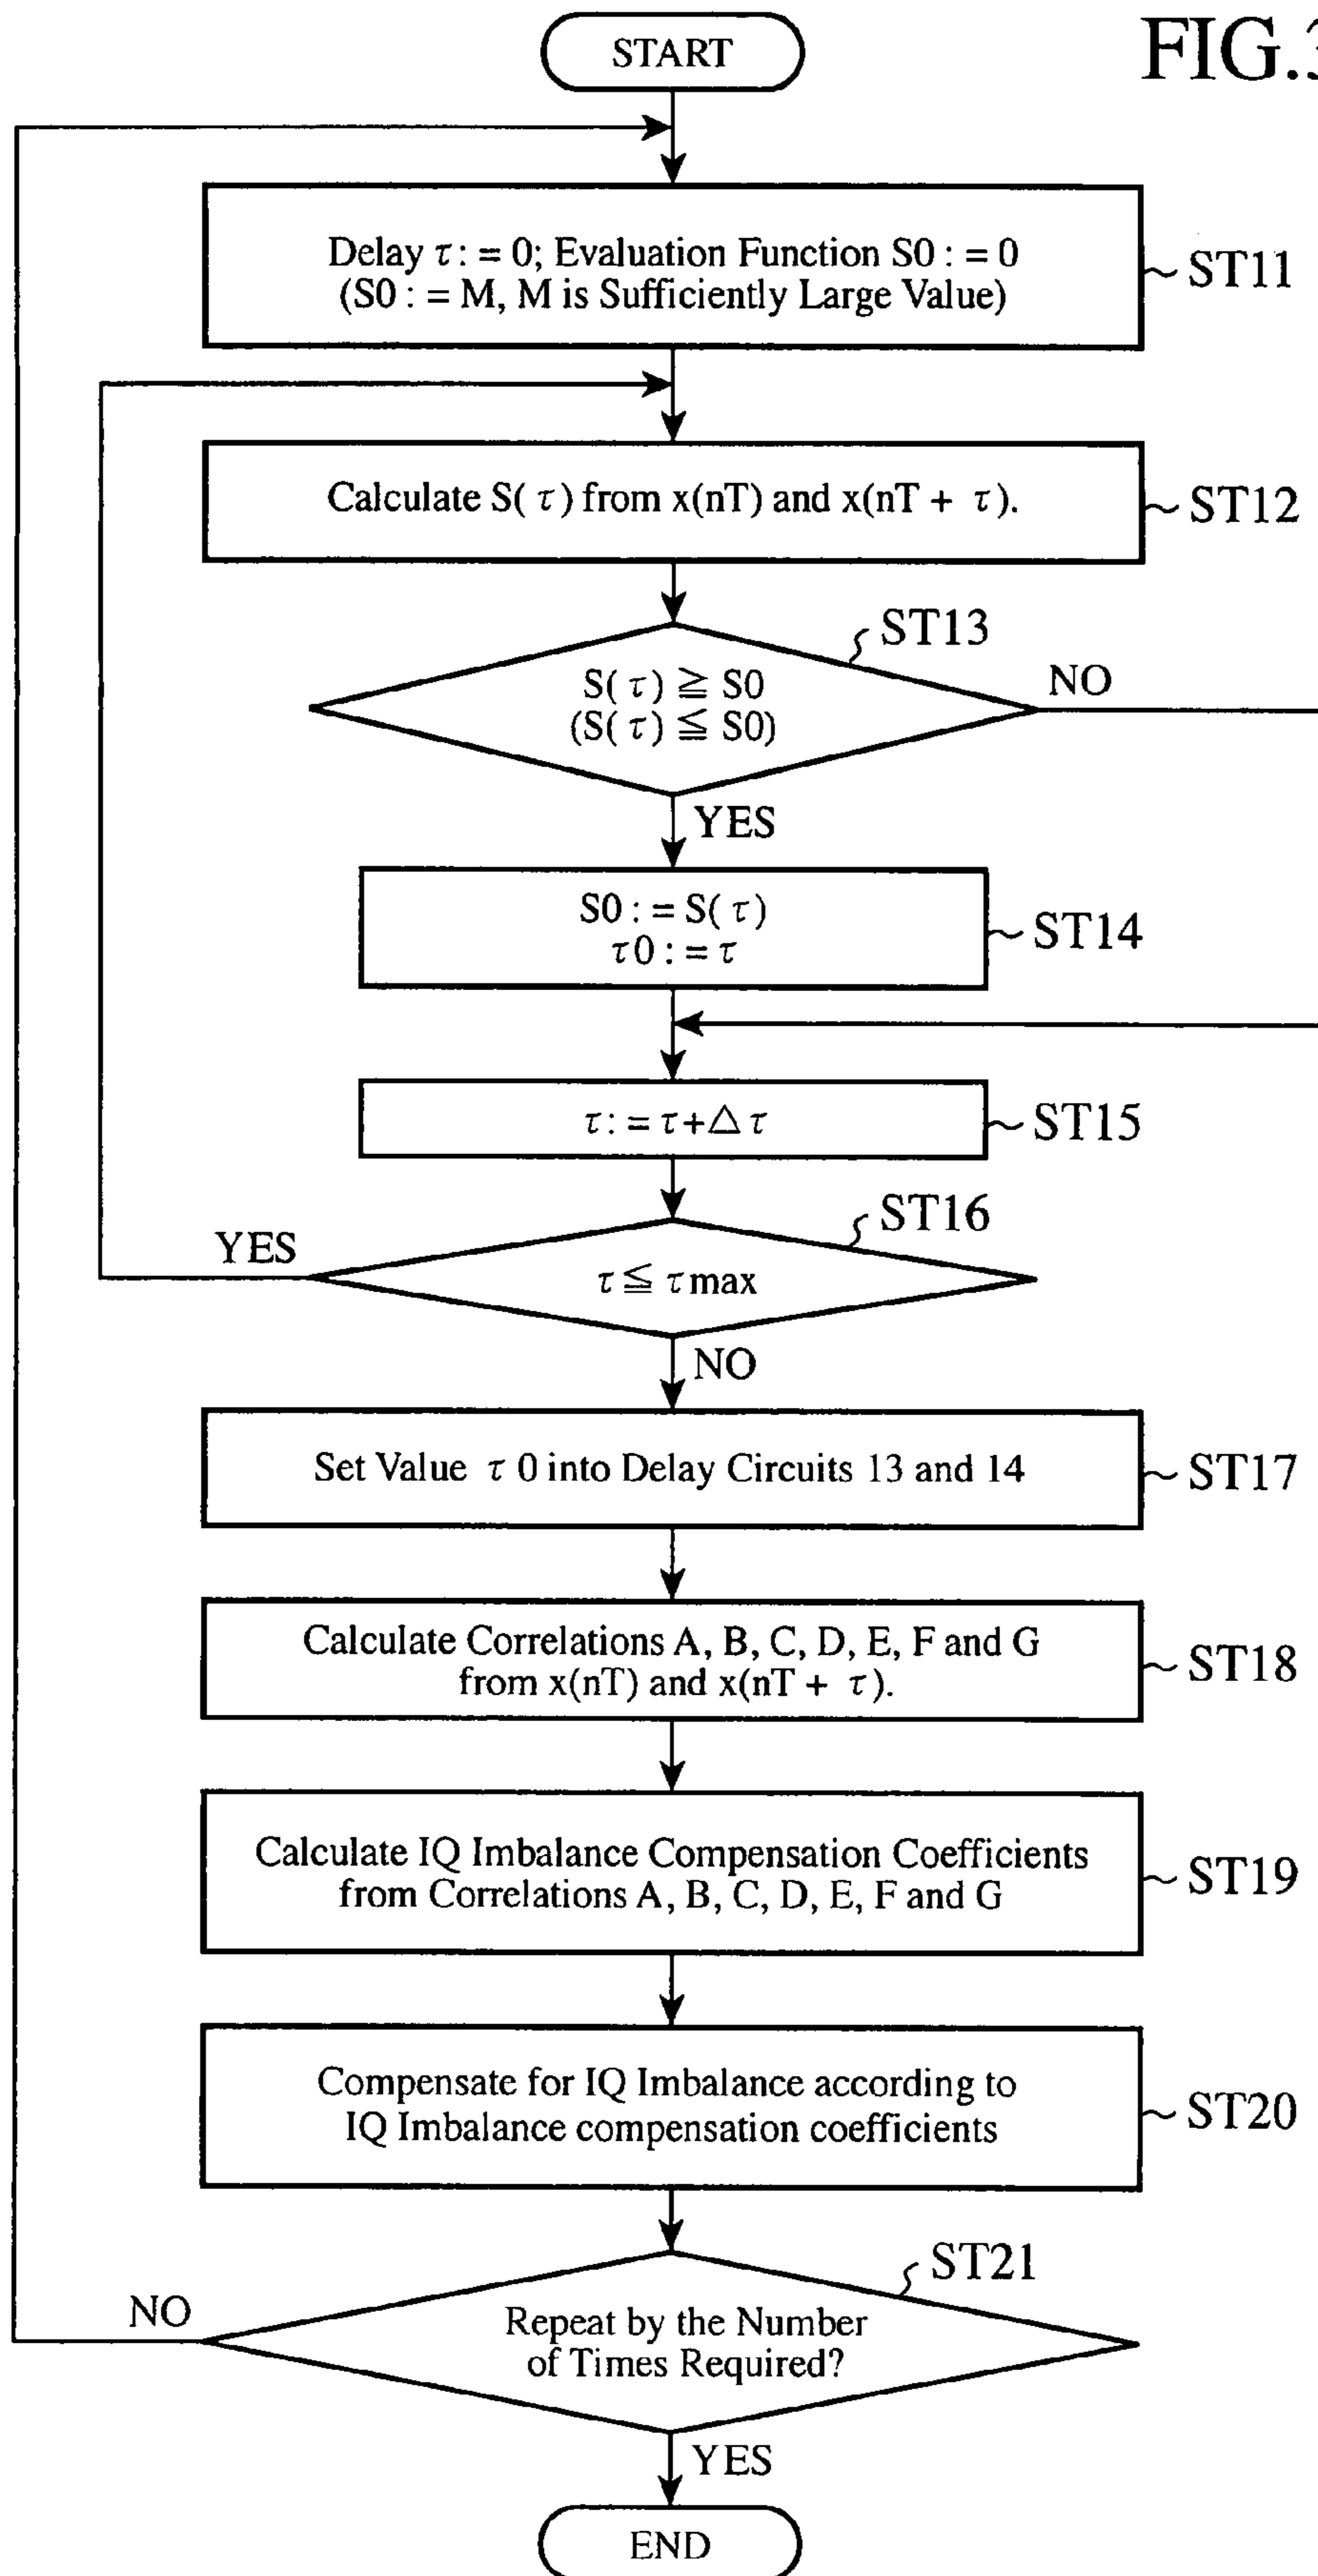 FIG.3
START
Delay τ : = 0; Evaluation Function S0 : = 0
(S0 : = M, M is Sufficiently Large Value)
ST11
Calculate S( τ ) from x(nT) and x(nT + τ ).
ST12
ST13
S( τ ) ≧ S0
(S( τ ) ≦ S0)
NO
YES
S0 : = S( τ )
τ 0 : = τ
ST14
τ : = τ + △ τ
ST15
ST16
YES
τ ≦ τ max
NO
Set Value τ 0 into Delay Circuits 13 and 14
ST17
Calculate Correlations A, B, C, D, E, F and G
from x(nT) and x(nT + τ ).
ST18
Calculate IQ Imbalance Compensation Coefficients
from Correlations A, B, C, D, E, F and G
ST19
Compensate for IQ Imbalance according to
IQ Imbalance compensation coefficients
ST20
ST21
NO
Repeat by the Number
of Times Required?
YES
END